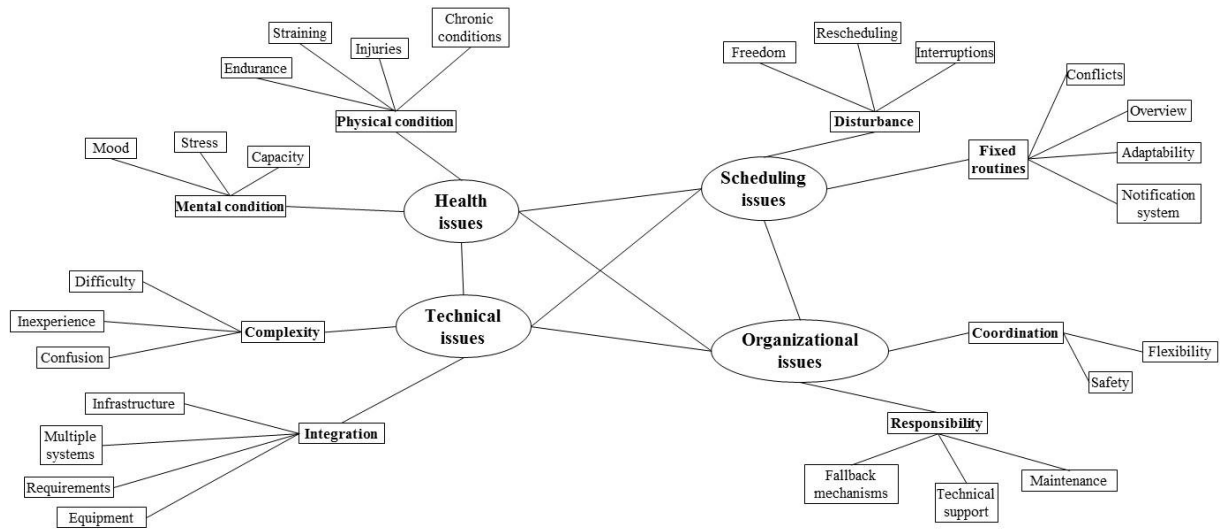 Chronic
conditions
Straining
Injuries
Endurance
Physical condition
Mood
Stress
Capacity
Mental condition
Health
issues
Rescheduling
Freedom
Interruptions
Disturbance
Conflicts
Overview
Fixed
routines
Adaptability
Notification
system
Scheduling
issues
Difficulty
Inexperience
Complexity
Confusion
Technical
issues
Infrastructure
Multiple
systems
Integration
Requirements
Equipment
Organizational
issues
Coordination
Flexibility
Safety
Responsibility
Fallback
mechanisms
Technical
support
Maintenance